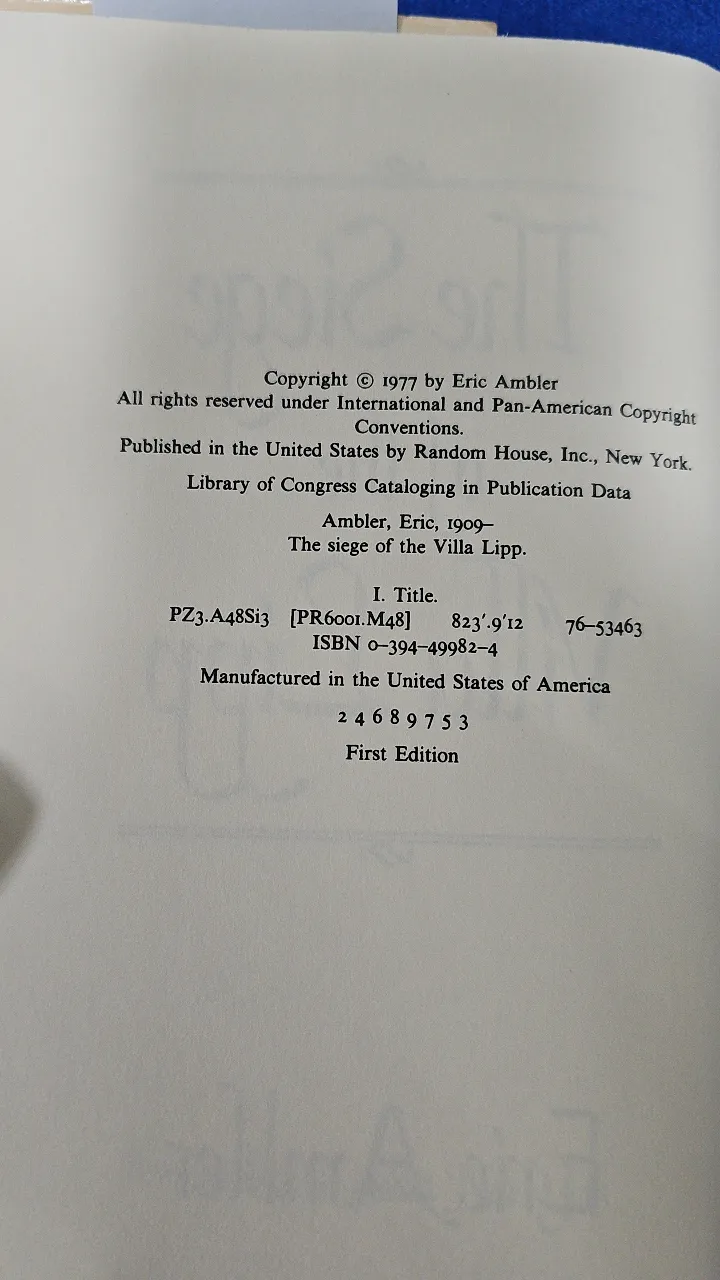 Copyright © 1977 by Eric Ambler
All rights reserved under International and Pan-American Copyright
Conventions.
Published in the United States by Random House, Inc., New York.
Library of Congress Cataloging in Publication Data
Ambler, Eric, 1909–
The siege of the Villa Lipp.
I. Title.
PZ3.A48Si3 [PR6001.M48] 823'.9'12 76–53463
ISBN 0–394–49982–4
Manufactured in the United States of America
2 4 6 8 9 7 5 3
First Edition